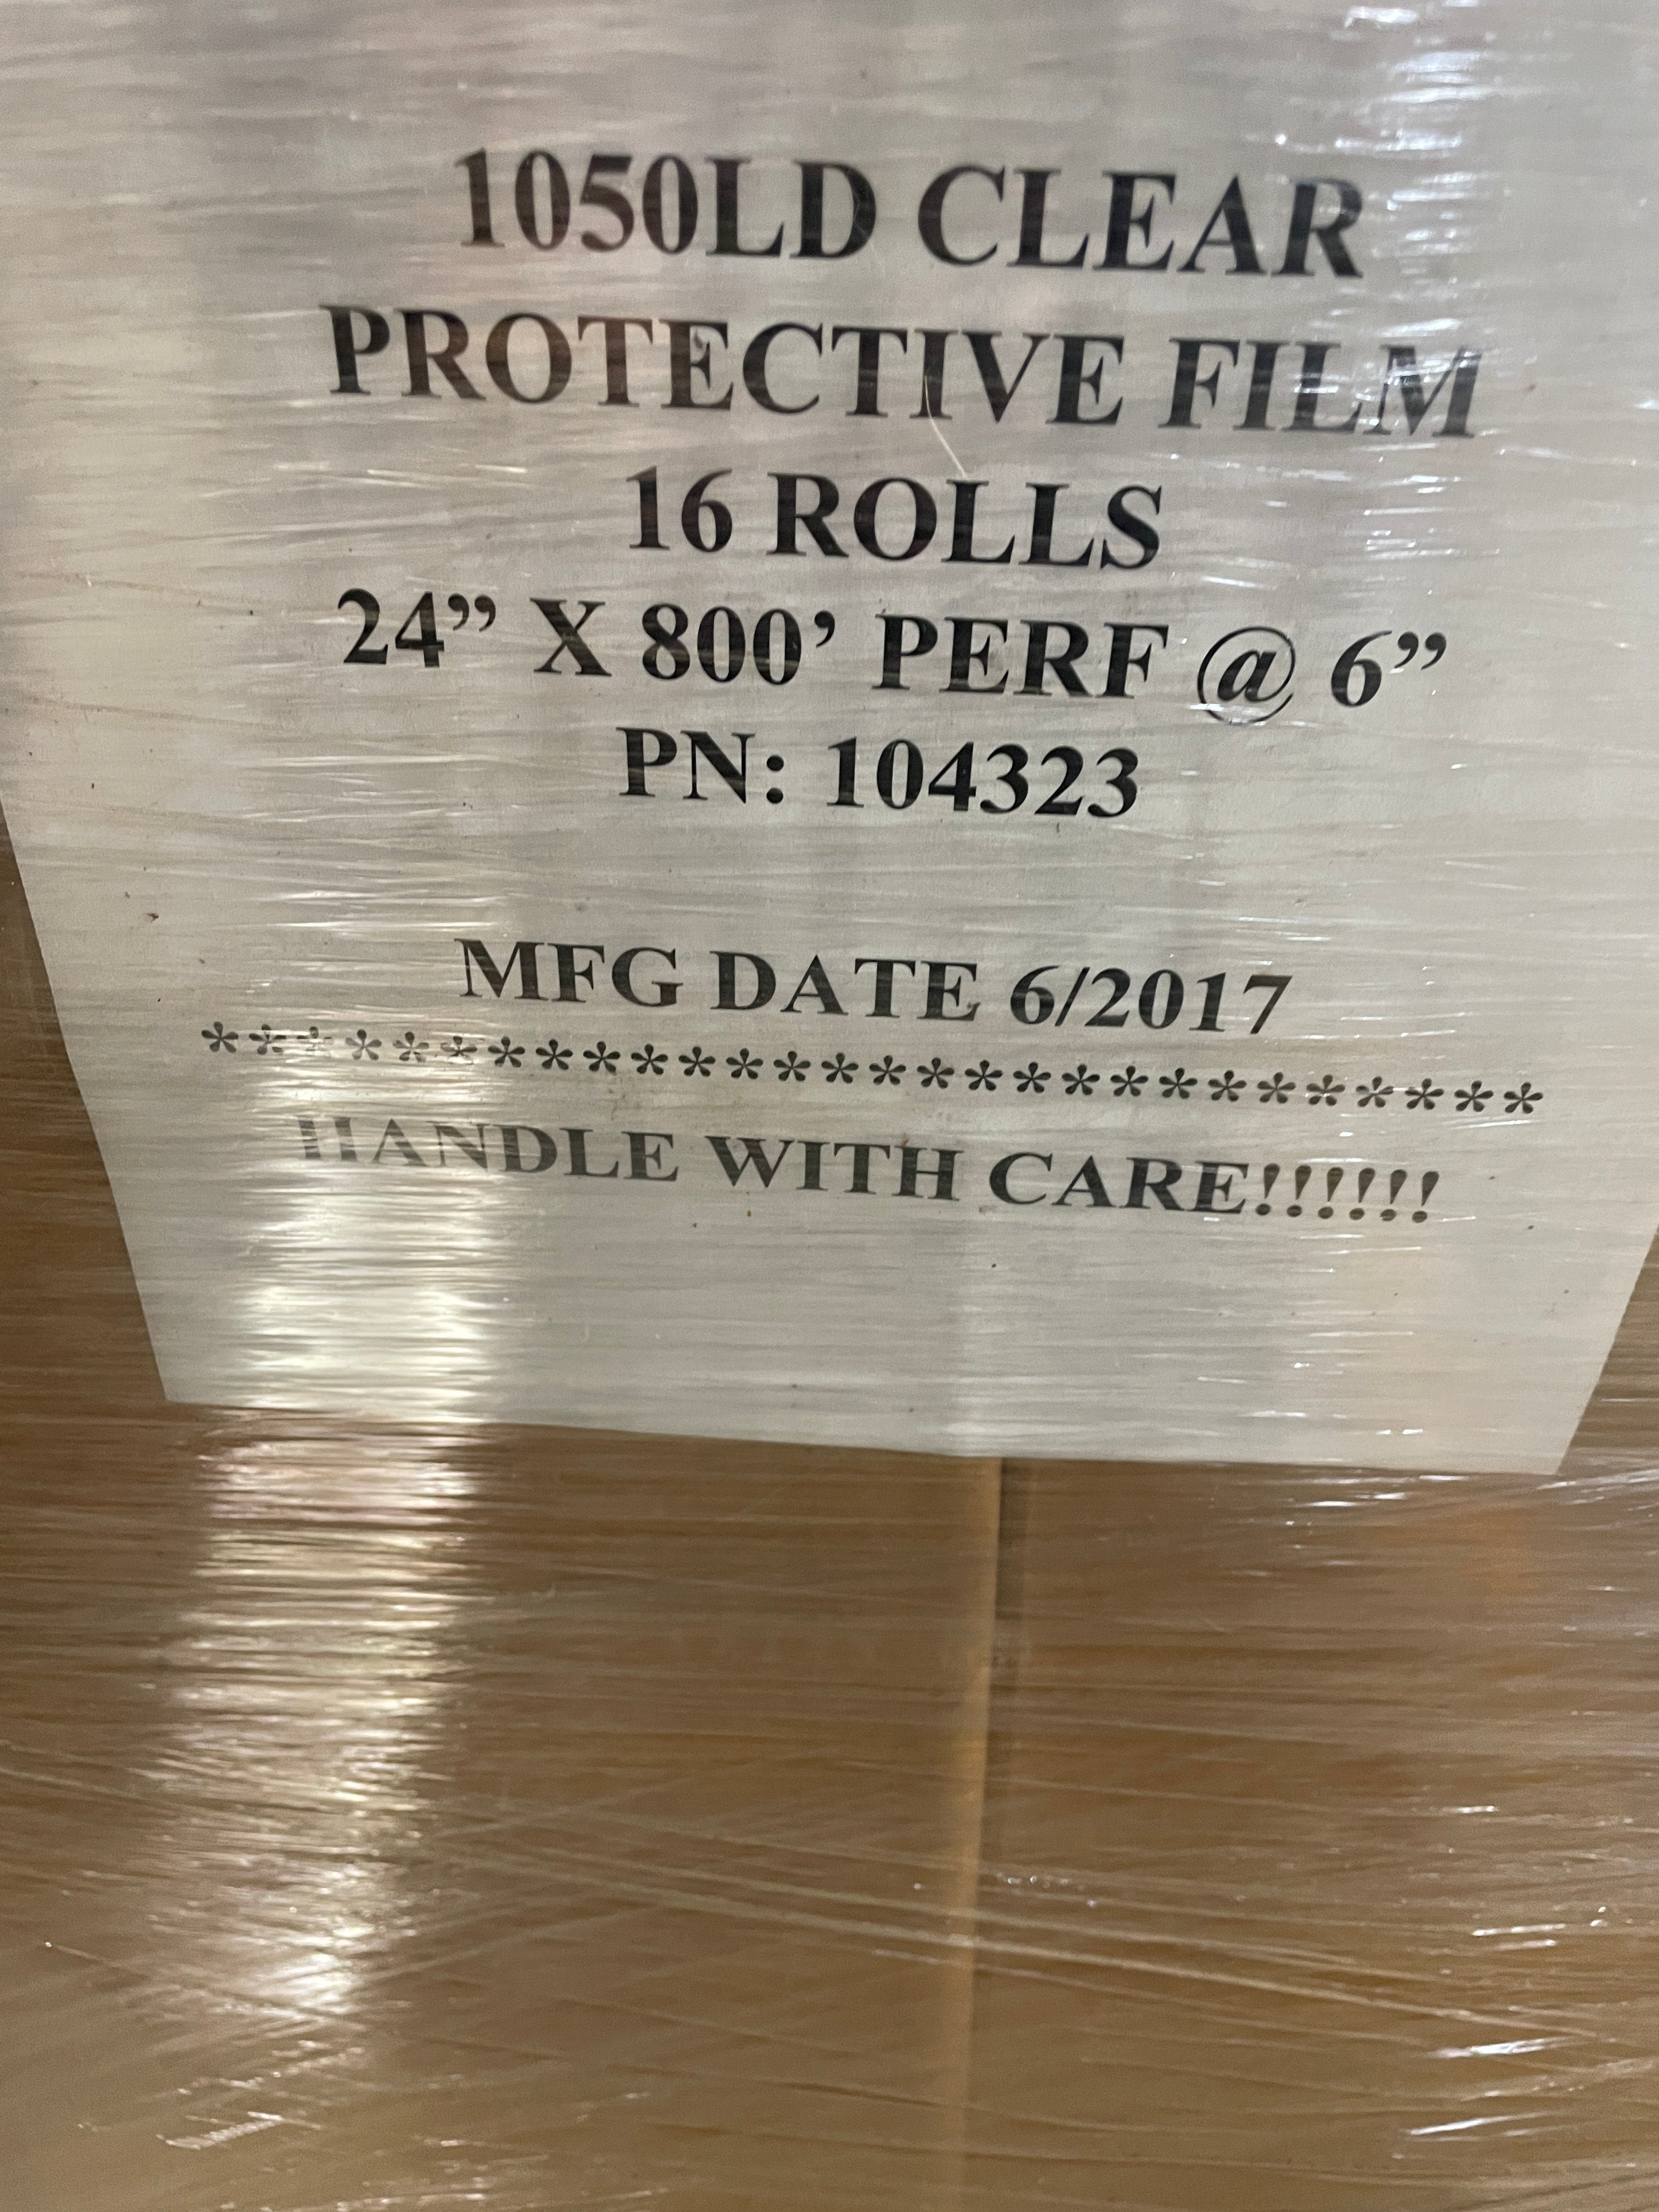 1050LD CLEAR
PROTECTIVE FILM
16 ROLLS
24” X 800’ PERF @ 6”
PN: 104323
MFG DATE 6/2017
****************************
HANDLE WITH CARE!!!!!!